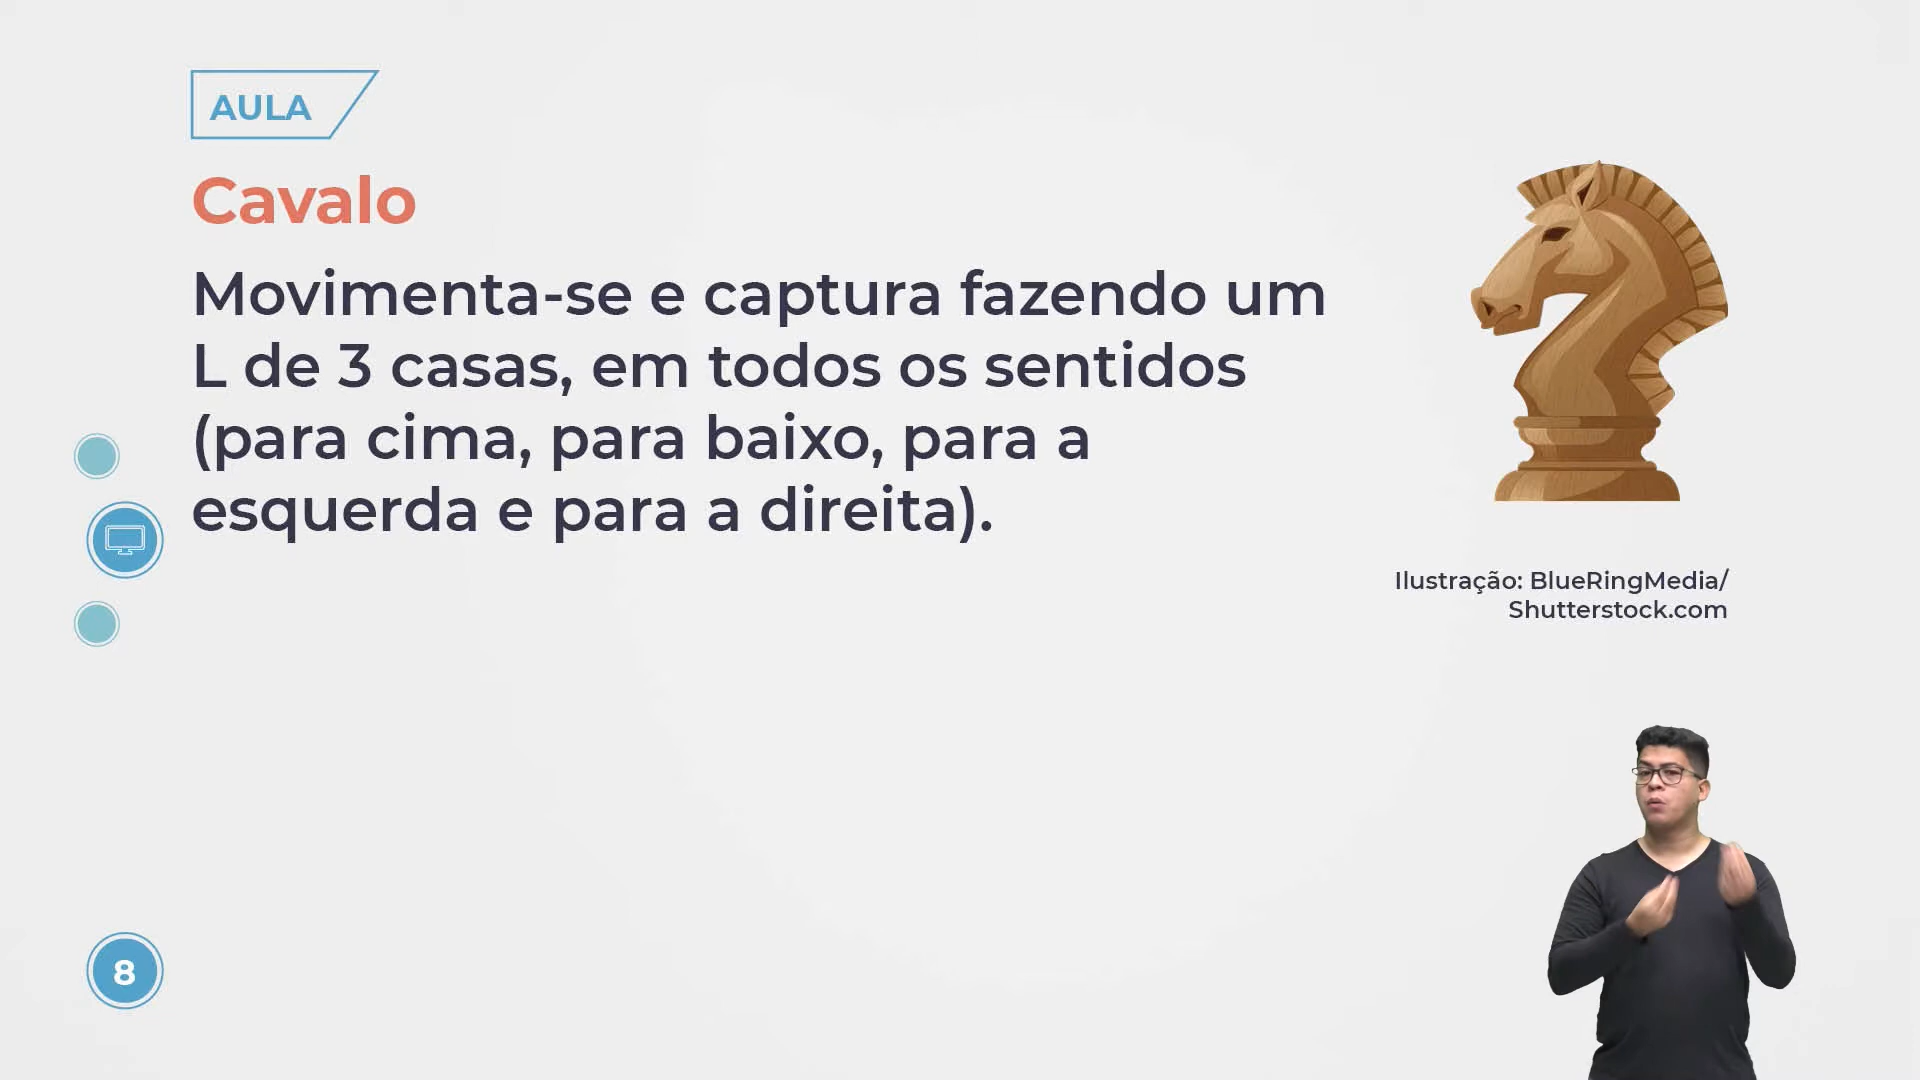 AULA
Cavalo
Movimenta-se e captura fazendo um
L de 3 casas, em todos os sentidos
(para cima, para baixo, para a
esquerda e para a direita).
Ilustração: BlueRingMedia/
Shutterstock.com
8